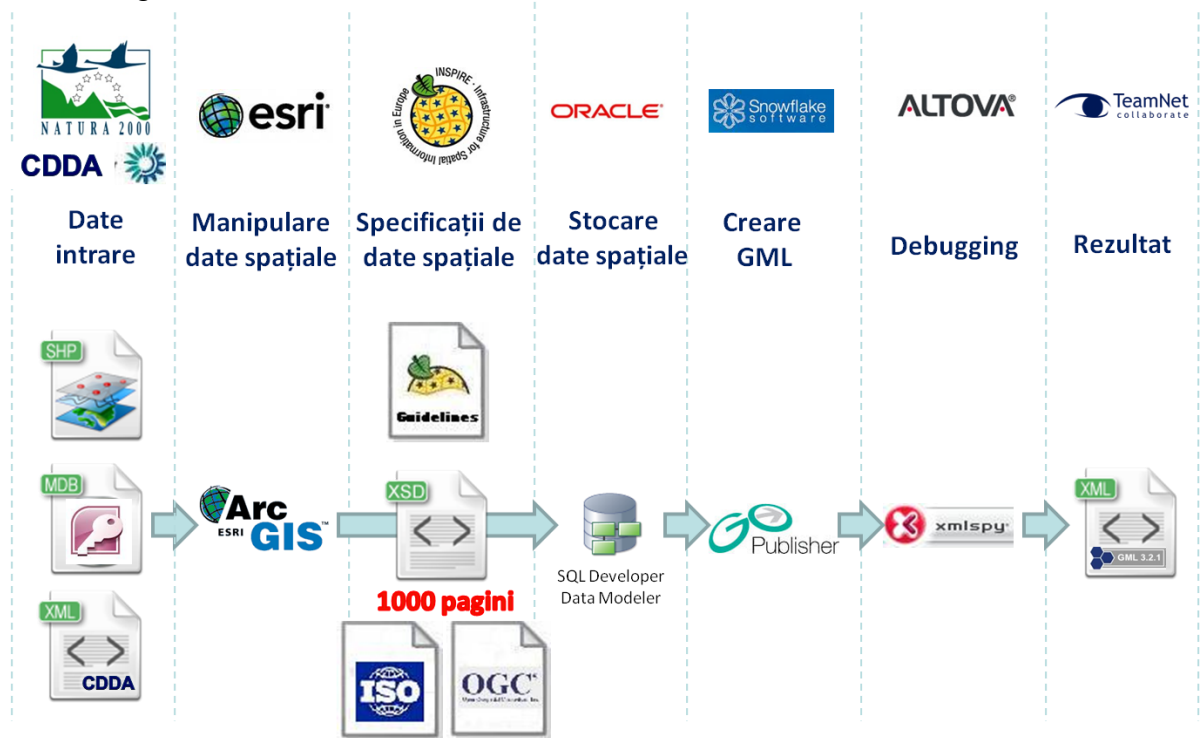 NATURA 2000
CDDA
esri
INSPIRE · Infrastructure for Spatial Information in Europe
ORACLE
Snowflake
software
ALTOVA®
TeamNet
collaborate
Date
intrare
Manipulare
date spațiale
Specificații de
date spațiale
Stocare
date spațiale
Creare
GML
Debugging
Rezultat
SHP
Guidelines
MDB
Arc
ESRI GIS™
XSD
SQL Developer
Data Modeler
GO
Publisher
xmlspy
XML
GML 3.2.1
1000 pagini
XML
CDDA
ISO
OGC